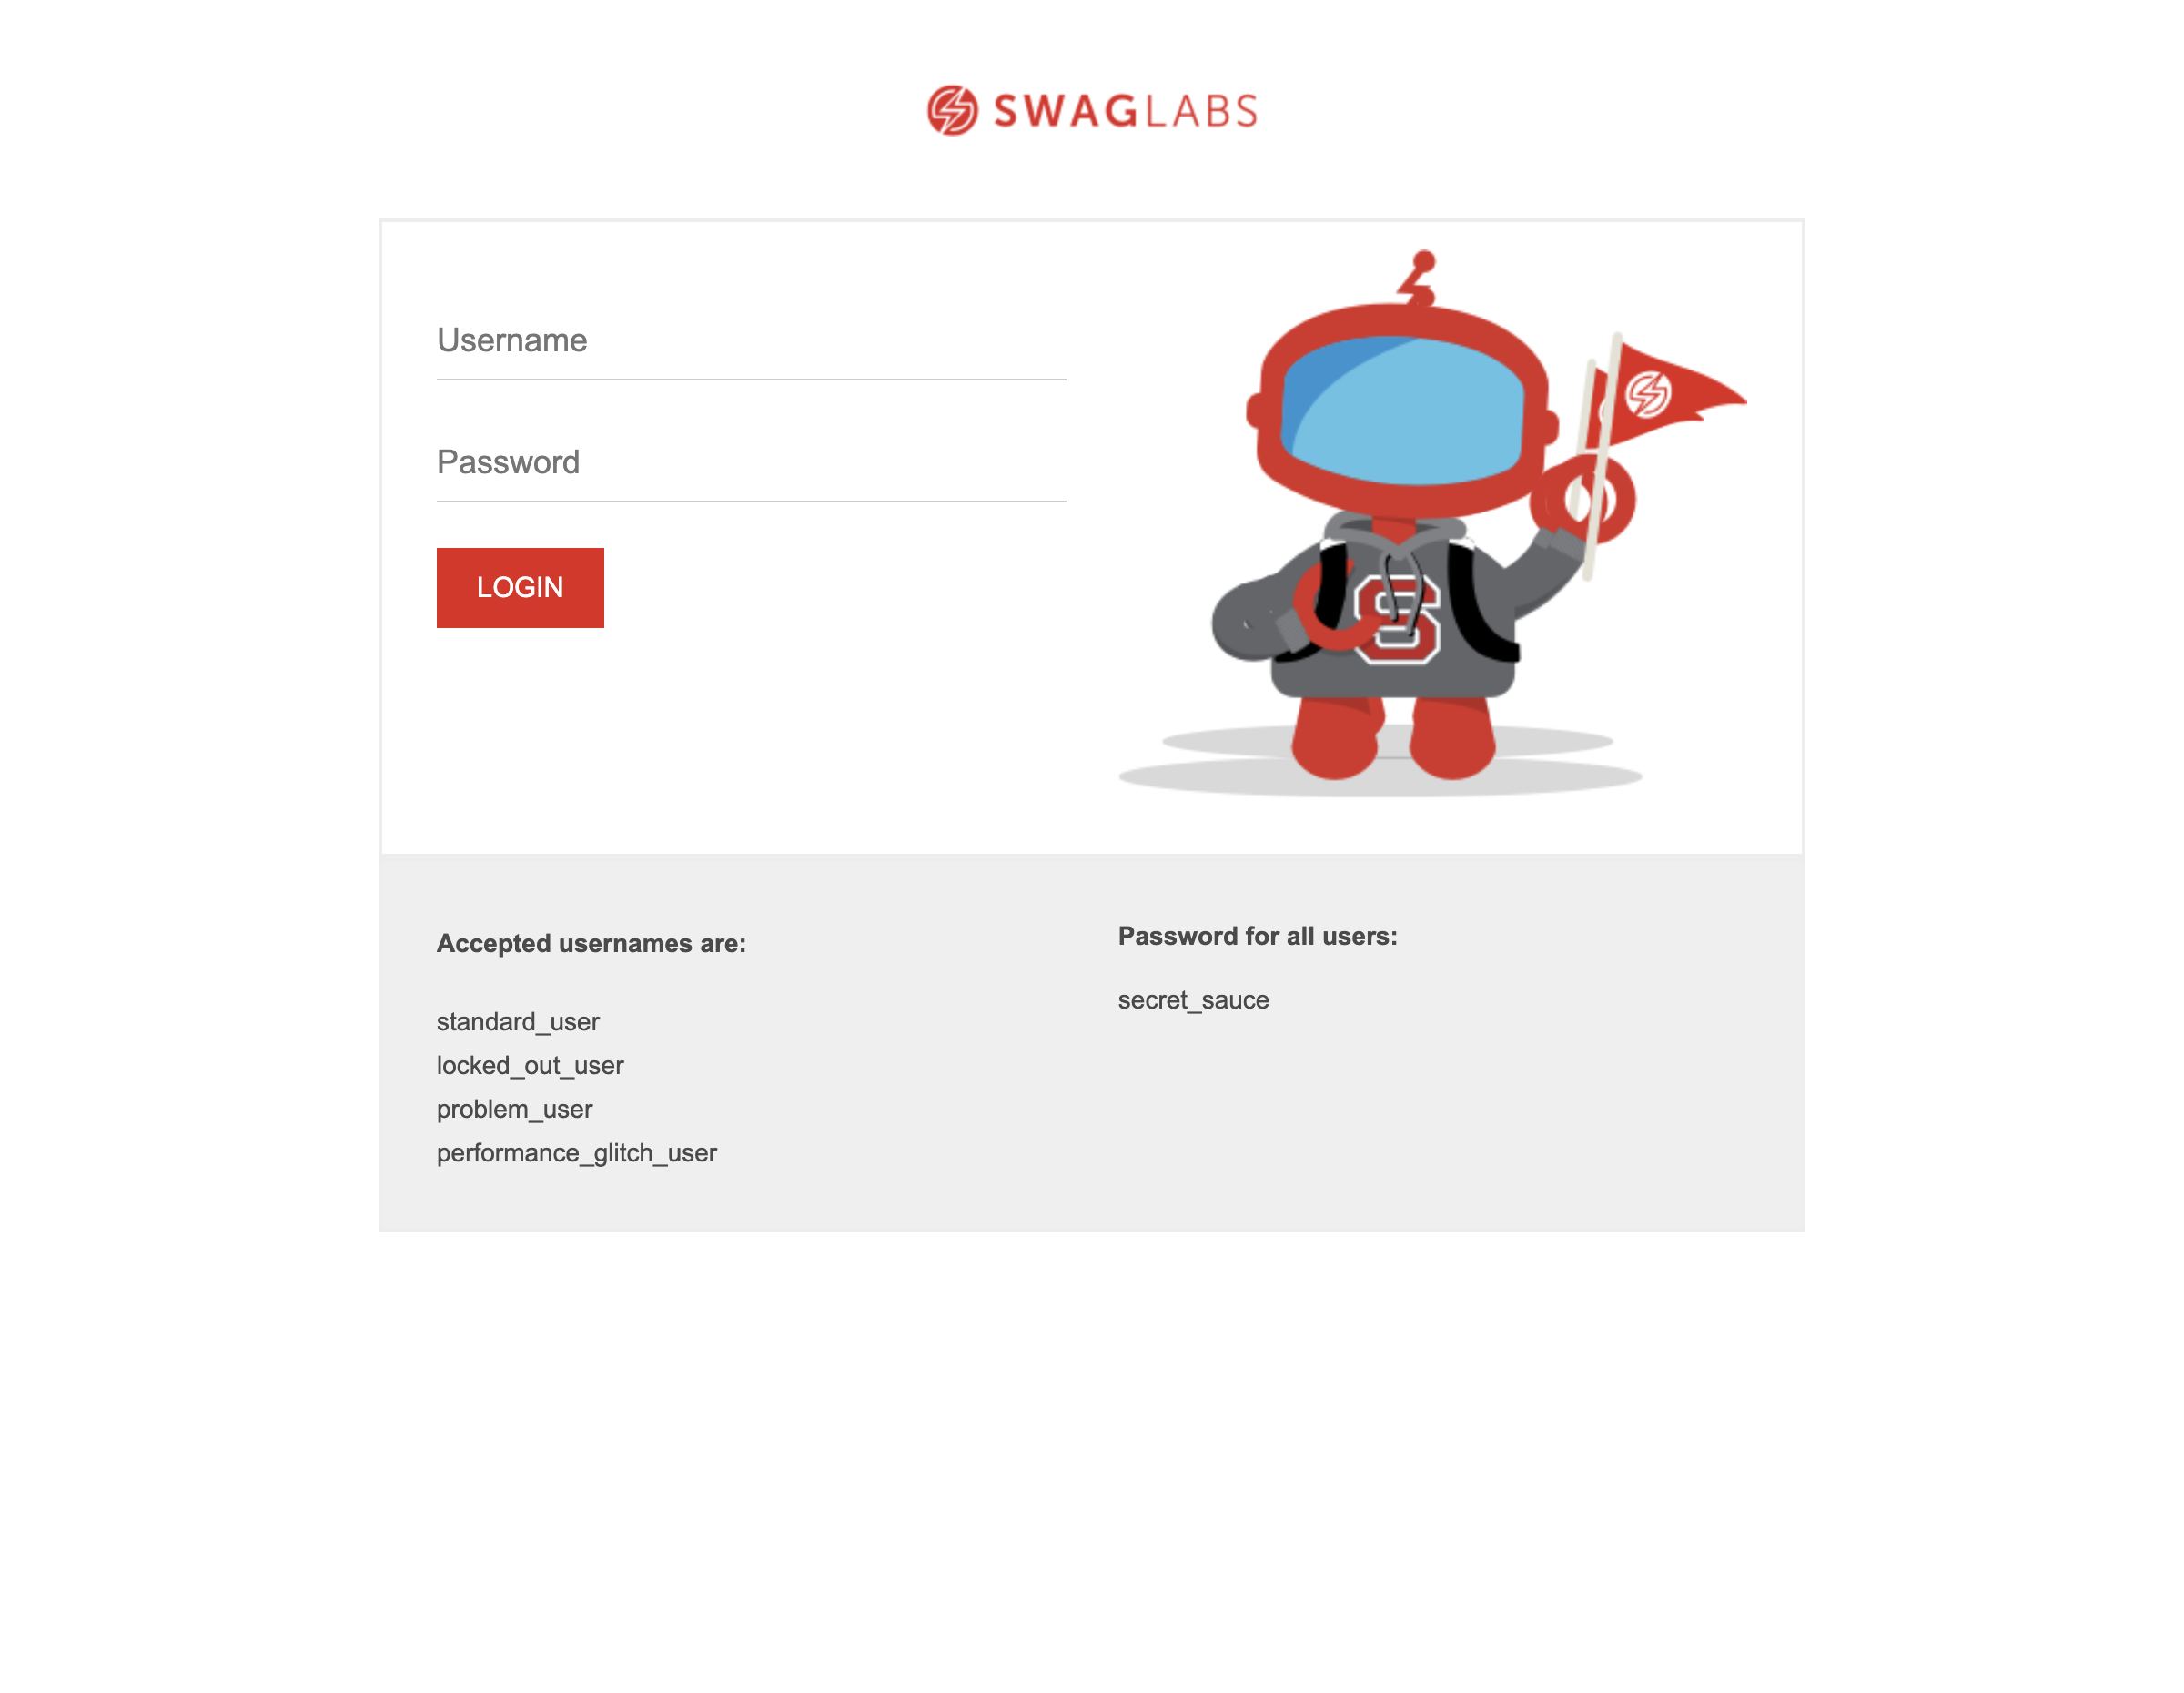 SWAGLABS
Username
Password
LOGIN
S
Accepted usernames are:
standard_user
locked_out_user
problem_user
performance_glitch_user
Password for all users:
secret_sauce